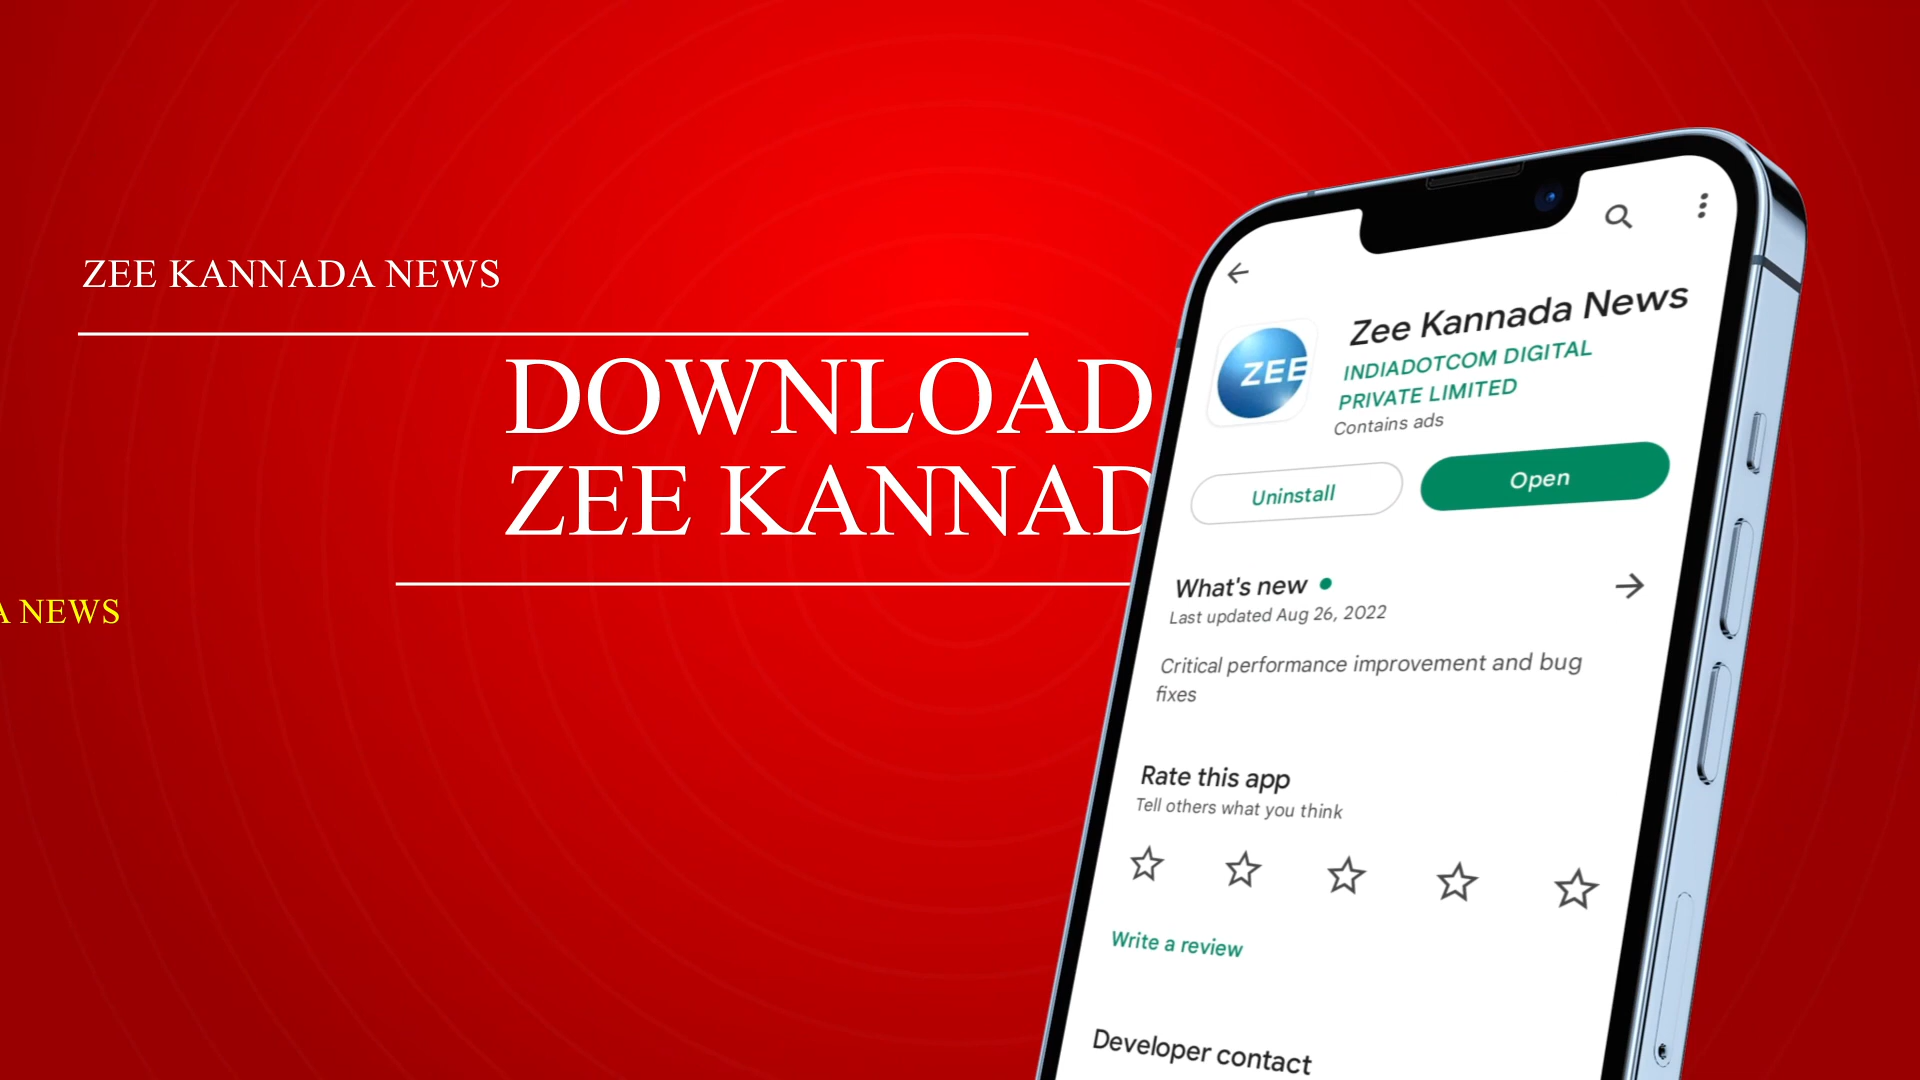 ZEE KANNADA NEWS
DOWNLOAD
ZEE KANNAD
A NEWS
Zee Kannada News
ZEE
INDIADOTCOM DIGITAL
PRIVATE LIMITED
Contains ads
Uninstall
Open
What's new
Last updated Aug 26, 2022
Critical performance improvement and bug
fixes
Rate this app
Tell others what you think
Write a review
Developer contact